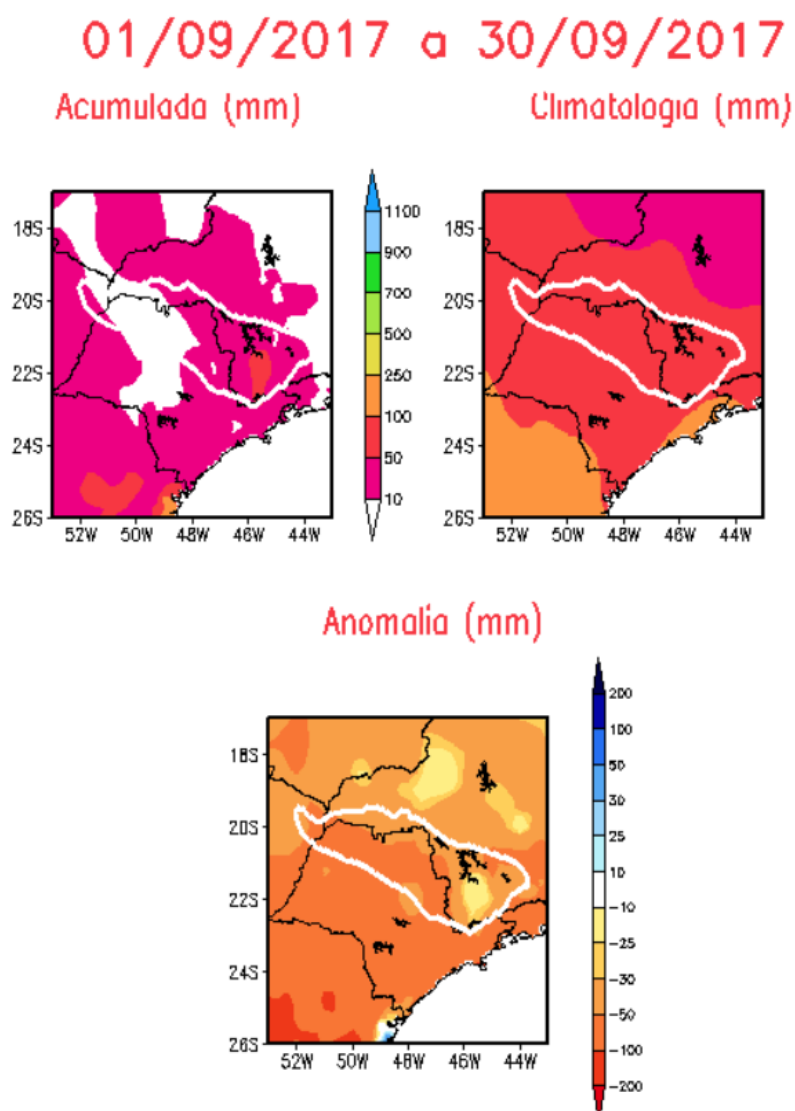 01/09/2017 a 30/09/2017
Acumulada (mm)
Climatologia (mm)
18S
20S
22S
24S
26S
52W 50W 48W 46W 44W
1100
900
700
500
250
100
50
10
18S
20S
22S
24S
26S
52W 50W 48W 46W 44W
Anomalia (mm)
18S
20S
22S
24S
26S
52W 50W 48W 46W 44W
200
100
50
30
25
10
-10
-25
-30
-50
-100
-200